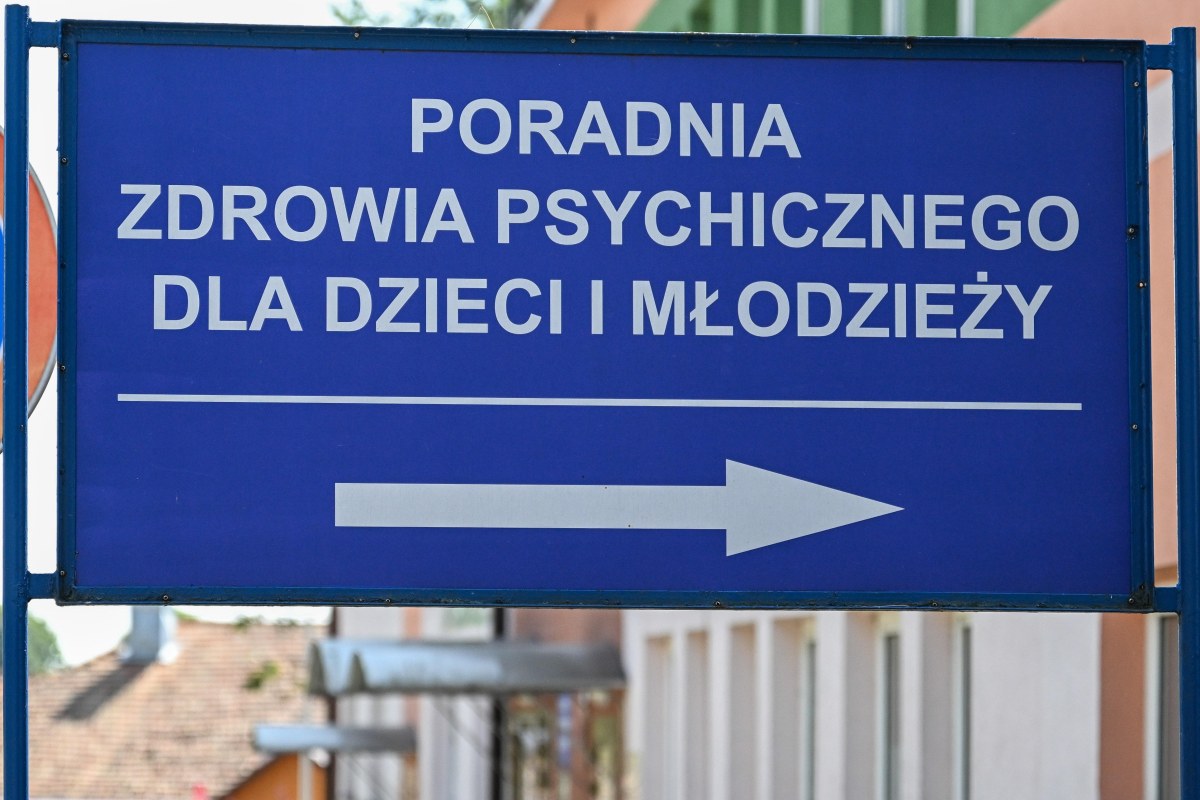 PORADNIA
ZDROWIA PSYCHICZNEGO
DLA DZIECI I MŁODZIEŻY